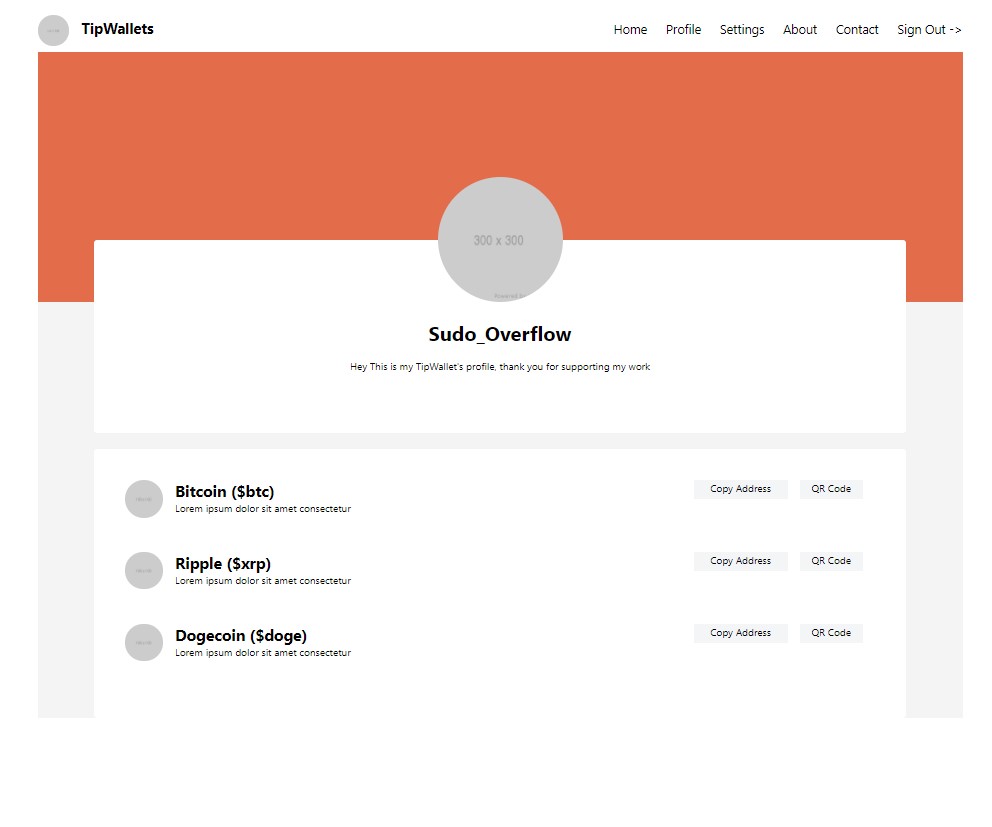 TipWallets
Home Profile Settings About Contact Sign Out ->
300 x 300
Sudo_Overflow
Hey This is my TipWallet's profile, thank you for supporting my work
Bitcoin ($btc)
Lorem ipsum dolor sit amet consectetur
Copy Address QR Code
Ripple ($xrp)
Lorem ipsum dolor sit amet consectetur
Copy Address QR Code
Dogecoin ($doge)
Lorem ipsum dolor sit amet consectetur
Copy Address QR Code